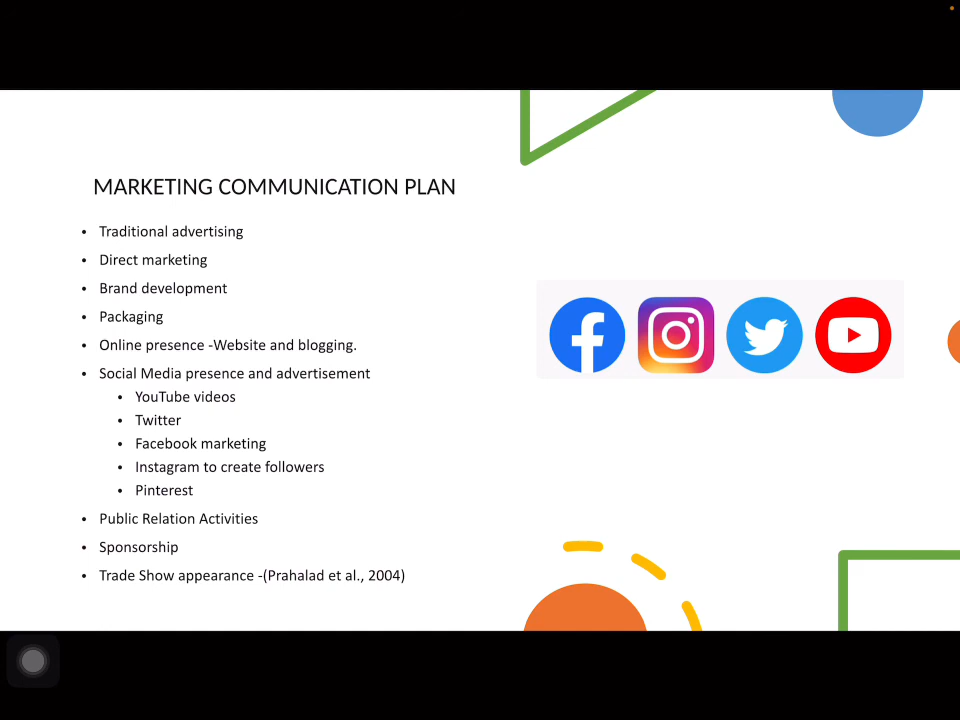 MARKETING COMMUNICATION PLAN
• Traditional advertising
• Direct marketing
• Brand development
• Packaging
• Online presence -Website and blogging.
• Social Media presence and advertisement
• YouTube videos
• Twitter
• Facebook marketing
• Instagram to create followers
• Pinterest
• Public Relation Activities
• Sponsorship
• Trade Show appearance -(Prahalad et al., 2004)